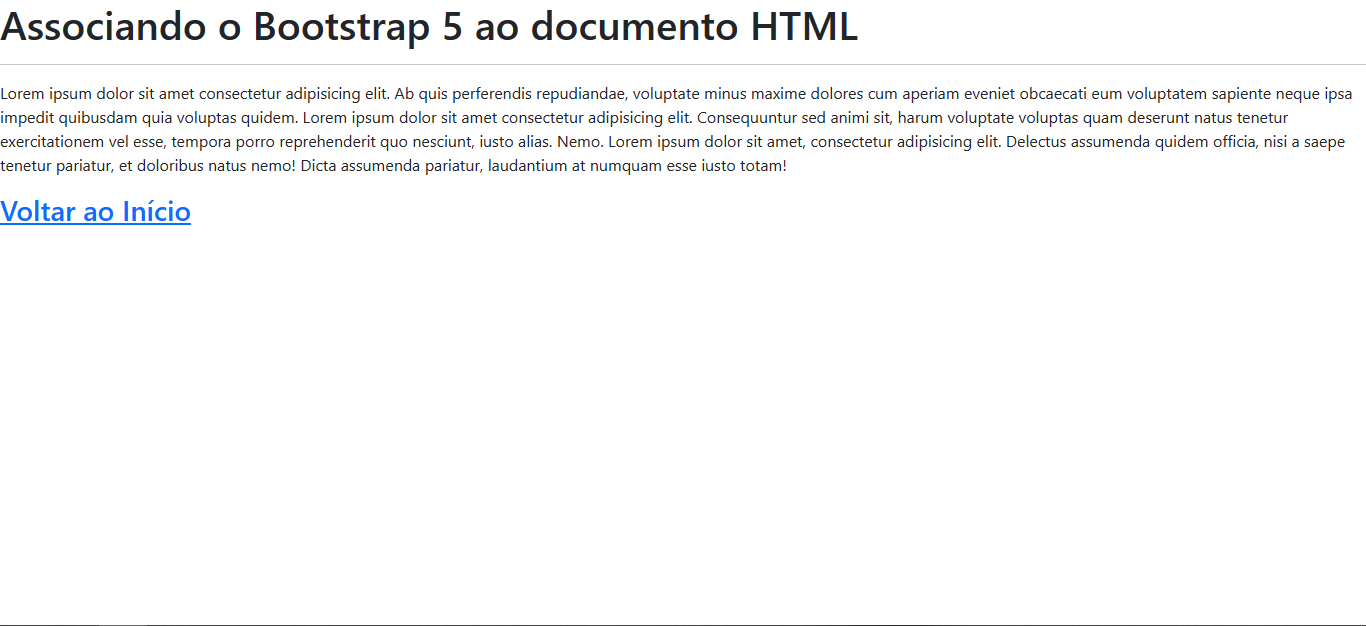 Associando o Bootstrap 5 ao documento HTML
Lorem ipsum dolor sit amet consectetur adipisicing elit. Ab quis perferendis repudiandae, voluptate minus maxime dolores cum aperiam eveniet obcaecati eum voluptatem sapiente neque ipsa
impedit quibusdam quia voluptas quidem. Lorem ipsum dolor sit amet consectetur adipisicing elit. Consequuntur sed animi sit, harum voluptate voluptas quam deserunt natus tenetur
exercitationem vel esse, tempora porro reprehenderit quo nesciunt, iusto alias. Nemo. Lorem ipsum dolor sit amet, consectetur adipisicing elit. Delectus assumenda quidem officia, nisi a saepe
tenetur pariatur, et doloribus natus nemo! Dicta assumenda pariatur, laudantium at numquam esse iusto totam!
Voltar ao Início